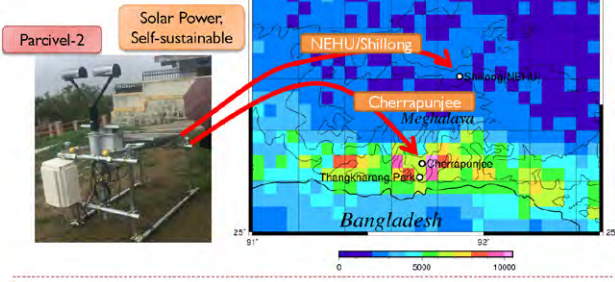 Parcivel-2
Solar Power,
Self-sustainable
NEHU/Shillong
Shillong/NEHU
Cherrapunjee
Meghalaya
Cherrapunjee
Thangkharang Park
Bangladesh
25°
25°
91°
92°
0
5000
10000